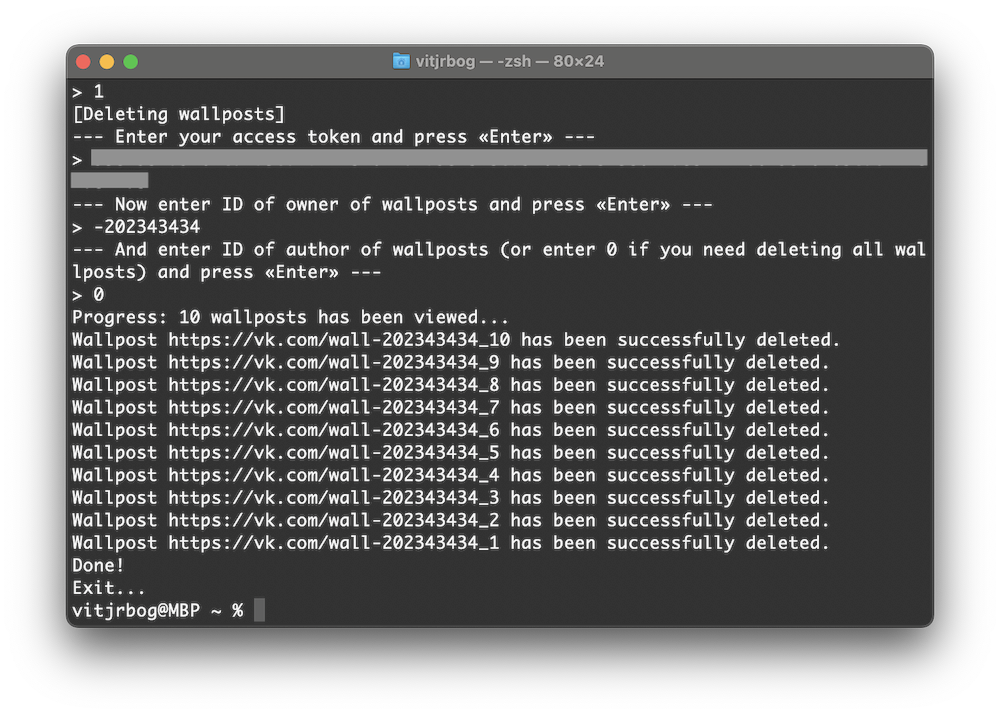 vitjrbog — -zsh — 80×24
> 1
[Deleting wallposts]
--- Enter your access token and press «Enter» ---
>
--- Now enter ID of owner of wallposts and press «Enter» ---
> -202343434
--- And enter ID of author of wallposts (or enter 0 if you need deleting all wal
lposts) and press «Enter» ---
> 0
Progress: 10 wallposts has been viewed...
Wallpost https://vk.com/wall-202343434_10 has been successfully deleted.
Wallpost https://vk.com/wall-202343434_9 has been successfully deleted.
Wallpost https://vk.com/wall-202343434_8 has been successfully deleted.
Wallpost https://vk.com/wall-202343434_7 has been successfully deleted.
Wallpost https://vk.com/wall-202343434_6 has been successfully deleted.
Wallpost https://vk.com/wall-202343434_5 has been successfully deleted.
Wallpost https://vk.com/wall-202343434_4 has been successfully deleted.
Wallpost https://vk.com/wall-202343434_3 has been successfully deleted.
Wallpost https://vk.com/wall-202343434_2 has been successfully deleted.
Wallpost https://vk.com/wall-202343434_1 has been successfully deleted.
Done!
Exit...
vitjrbog@MBP ~ %